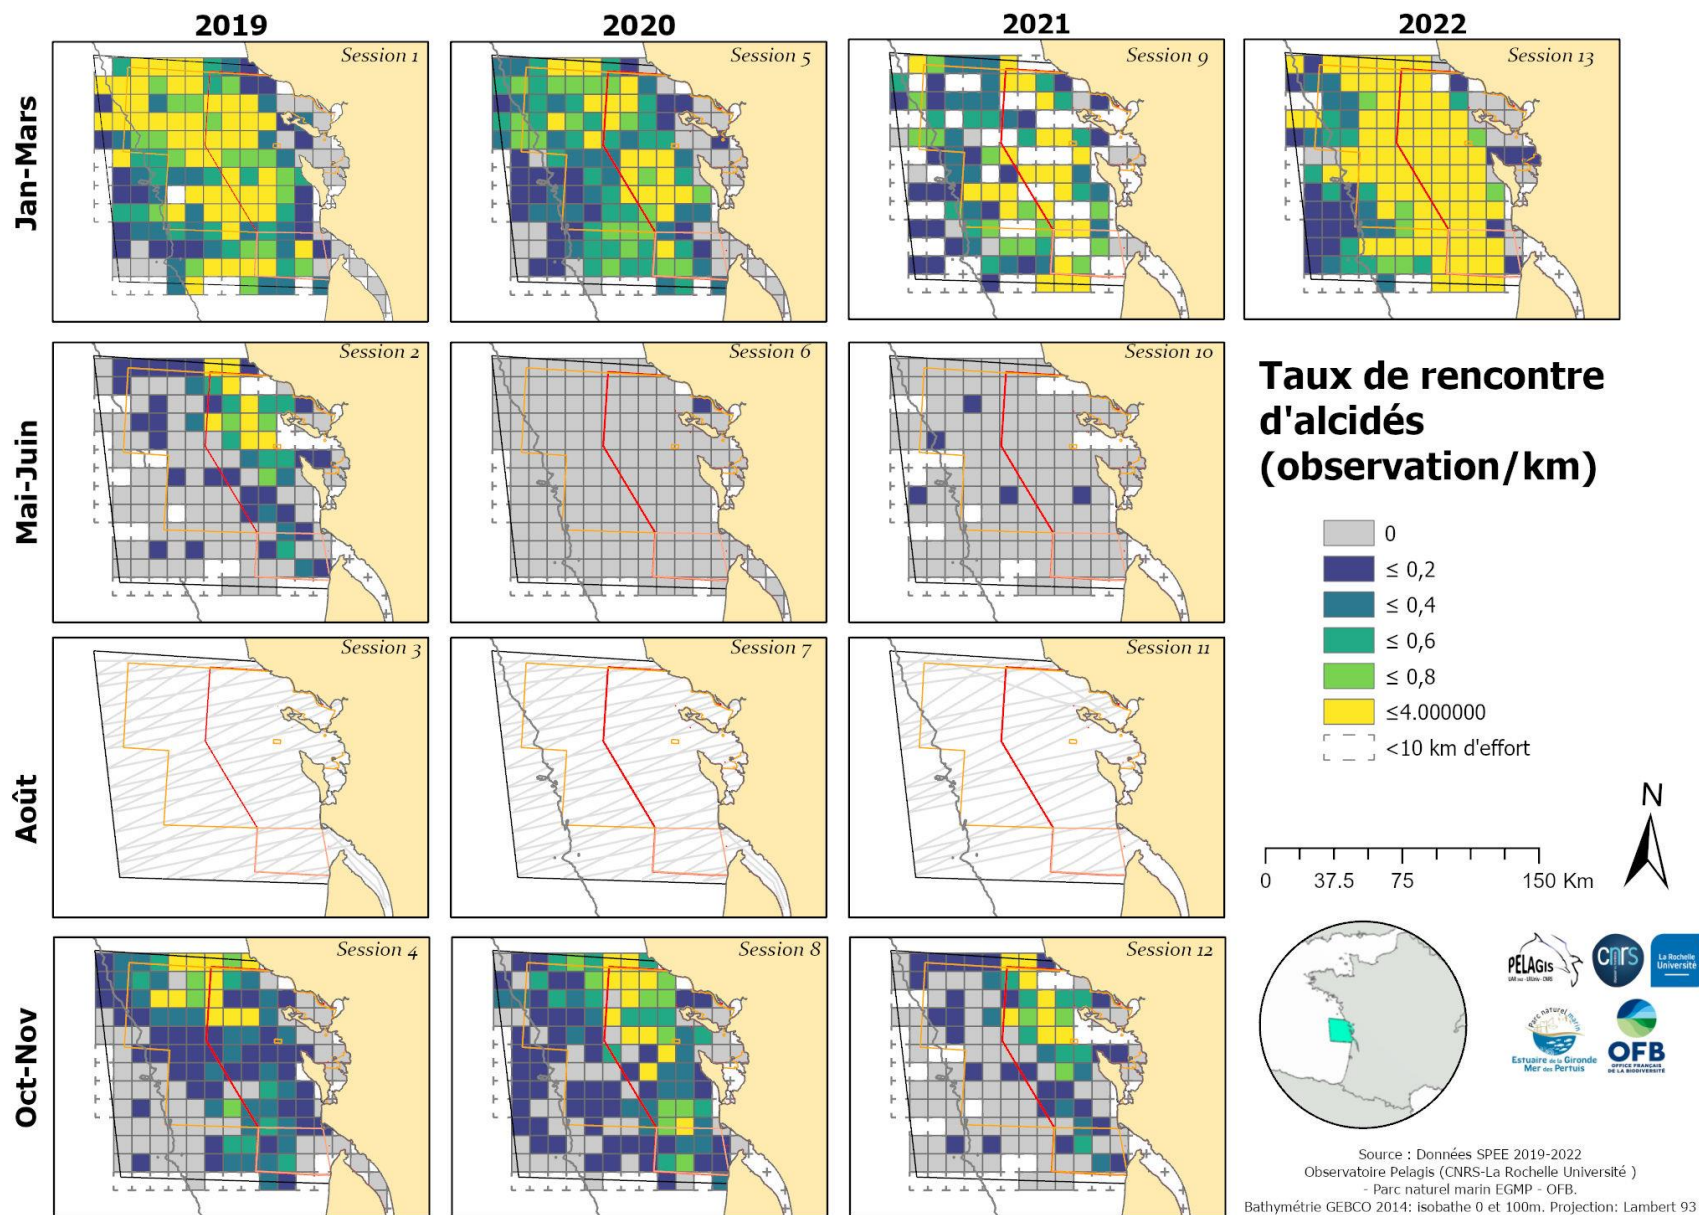 2019
2020
2021
2022
Jan-Mars
Session 1
Session 5
Session 9
Session 13
Mai-Juin
Session 2
Session 6
Session 10
Taux de rencontre
d'alcidés
(observation/km)
0
≤ 0,2
≤ 0,4
≤ 0,6
≤ 0,8
≤4.000000
<10 km d'effort
Août
Session 3
Session 7
Session 11
N
0 37.5 75 150 Km
Oct-Nov
Session 4
Session 8
Session 12
PELAGIS
cnrs
La Rochelle
Université
Parc naturel marin
Estuaire de la Gironde
Mer des Pertuis
OFB
OFFICE FRANÇAIS
DE LA BIODIVERSITÉ
Source : Données SPEE 2019-2022
Observatoire Pelagis (CNRS-La Rochelle Université )
- Parc naturel marin EGMP - OFB.
Bathymétrie GEBCO 2014: isobathe 0 et 100m. Projection: Lambert 93